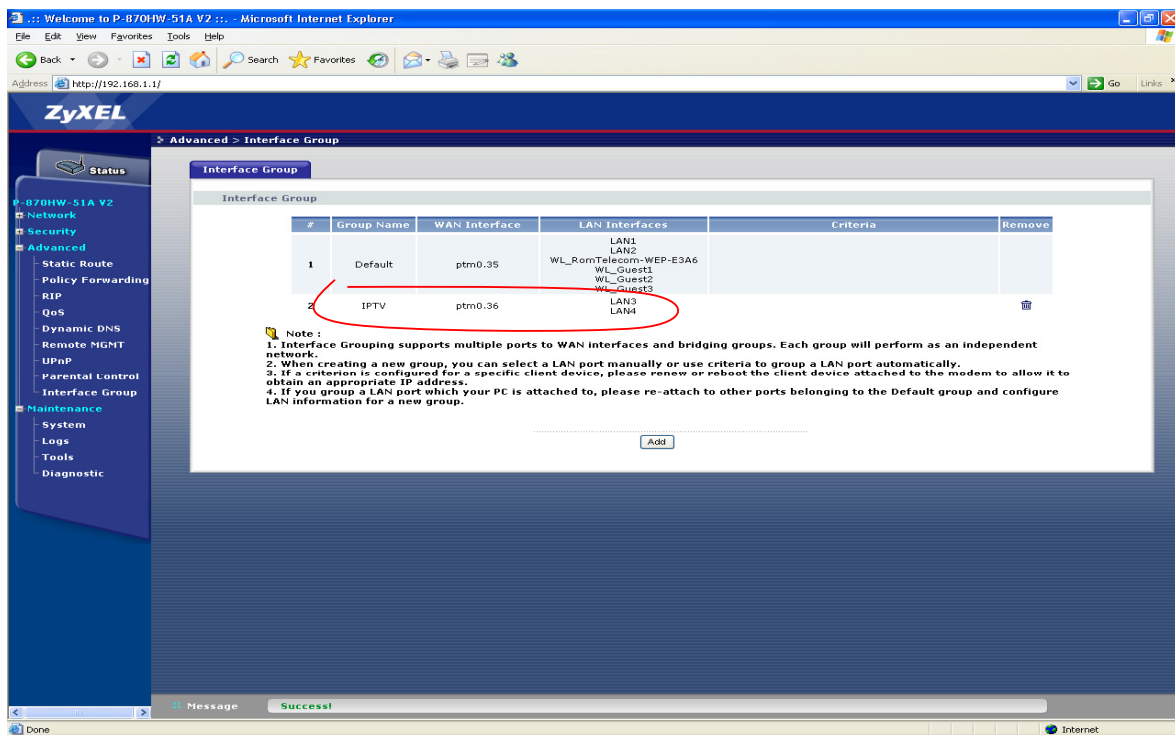 .:: Welcome to P-870HW-51A V2 ::. - Microsoft Internet Explorer
File Edit View Favorites Tools Help
Back Search Favorites
Address http://192.168.1.1/ Go Links
ZyXEL
Advanced > Interface Group
Status
Interface Group
P-870HW-51A V2
Network
Security
Advanced
Static Route
Policy Forwarding
RIP
QoS
Dynamic DNS
Remote MGMT
UPnP
Parental Control
Interface Group
Maintenance
System
Logs
Tools
Diagnostic
Interface Group
# Group Name WAN Interface LAN Interfaces Criteria Remove
1 Default ptm0.35
LAN1
LAN2
WL_RomTelecom-WEP-E3A6
WL_Guest1
WL_Guest2
WL_Guest3
2 IPTV ptm0.36
LAN3
LAN4
Note :
1. Interface Grouping supports multiple ports to WAN interfaces and bridging groups. Each group will perform as an independent
network.
2. When creating a new group, you can select a LAN port manually or use criteria to group a LAN port automatically.
3. If a criterion is configured for a specific client device, please renew or reboot the client device attached to the modem to allow it to
obtain an appropriate IP address.
4. If you group a LAN port which your PC is attached to, please re-attach to other ports belonging to the Default group and configure
LAN information for a new group.
Add
Message Success!
Done Internet